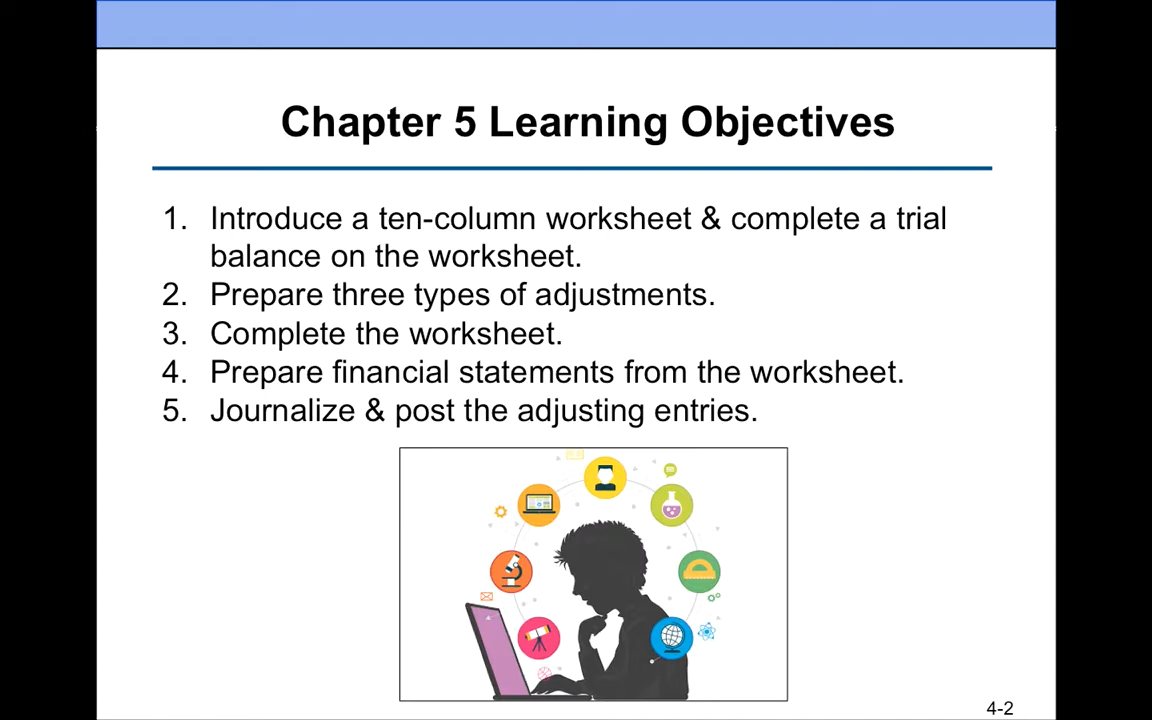 Chapter 5 Learning Objectives
1. Introduce a ten-column worksheet & complete a trial
balance on the worksheet.
2. Prepare three types of adjustments.
3. Complete the worksheet.
4. Prepare financial statements from the worksheet.
5. Journalize & post the adjusting entries.
4-2